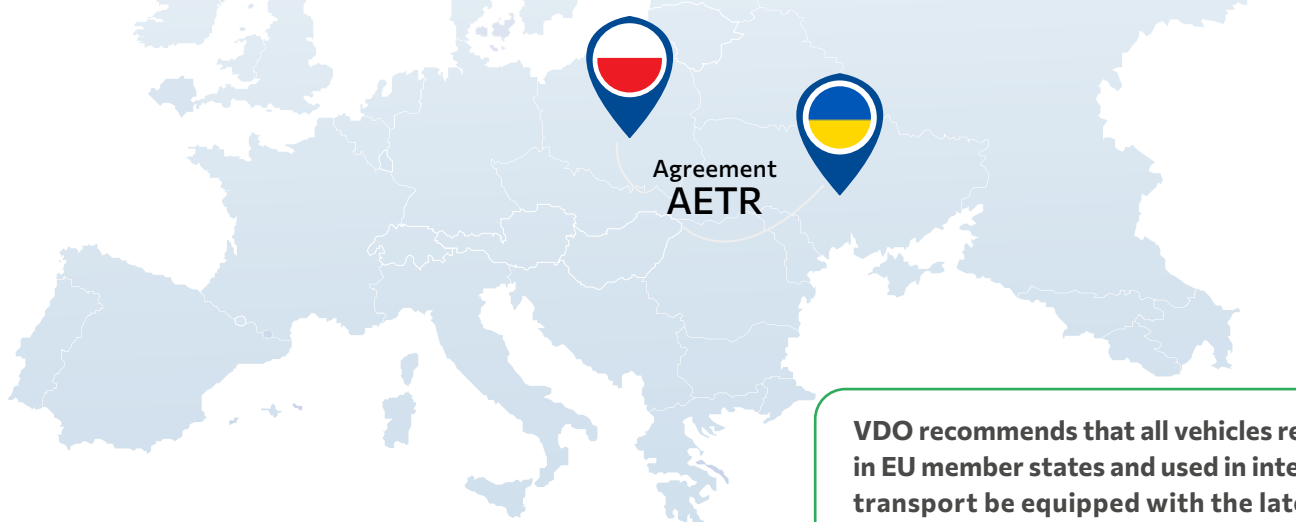 Agreement
AETR
VDO recommends that all vehicles
in EU member states and used in
transport be equipped with the